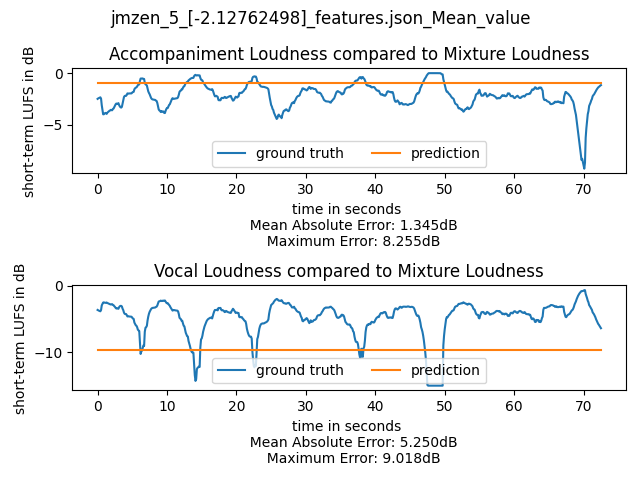 jmzen_5_[-2.12762498]_features.json_Mean_value
Accompaniment Loudness compared to Mixture Loudness
short-term LUFS in dB
0
−5
ground truth
prediction
0 10 20 30 40 50 60 70
time in seconds
Mean Absolute Error: 1.345dB
Maximum Error: 8.255dB
Vocal Loudness compared to Mixture Loudness
short-term LUFS in dB
0
−10
ground truth
prediction
0 10 20 30 40 50 60 70
time in seconds
Mean Absolute Error: 5.250dB
Maximum Error: 9.018dB